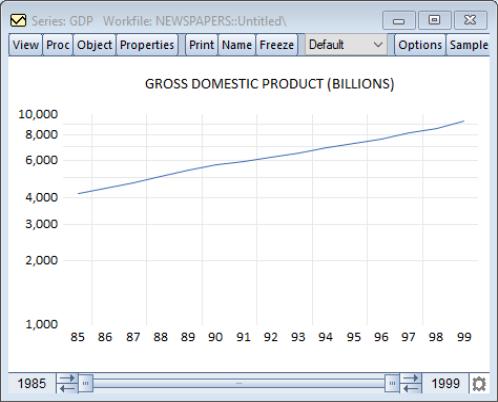 Series: GDP Workfile: NEWSPAPERS::Untitled\
View Proc Object Properties Print Name Freeze Default Options Sample
GROSS DOMESTIC PRODUCT (BILLIONS)
10,000
8,000
6,000
4,000
3,000
2,000
1,000
85 86 87 88 89 90 91 92 93 94 95 96 97 98 99
1985 1999